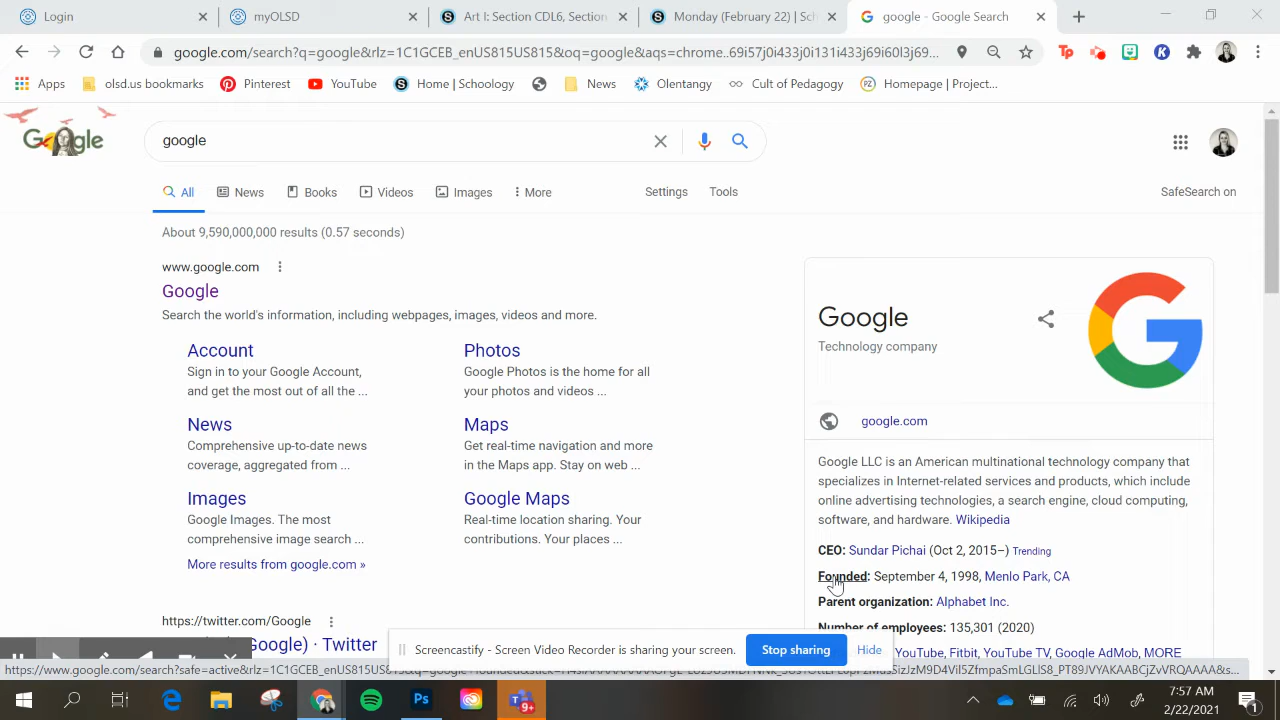 Login
myOLSD
Art I: Section CDL6, Section
Monday (February 22) | Sch
google - Google Search
google.com/search?q=google&rlz=1C1GCEB_enUS815US815&oq=google&aqs=chrome..69i57j0i433j0i131i433j69i60l3j69...
Apps
olsd.us bookmarks
Pinterest
YouTube
Home | Schoology
News
Olentangy
Cult of Pedagogy
Homepage | Project...
Google
google
All
News
Books
Videos
Images
More
Settings
Tools
SafeSearch on
About 9,590,000,000 results (0.57 seconds)
www.google.com
Google
Search the world's information, including webpages, images, videos and more.
Account
Sign in to your Google Account,
and get the most out of all the ...
Photos
Google Photos is the home for all
your photos and videos ...
News
Comprehensive up-to-date news
coverage, aggregated from ...
Maps
Get real-time navigation and more
in the Maps app. Stay on web ...
Images
Google Images. The most
comprehensive image search ...
Google Maps
Real-time location sharing. Your
contributions. Your places ...
More results from google.com »
https://twitter.com/Google
gle) · Twitter
Google
Technology company
google.com
Google LLC is an American multinational technology company that
specializes in Internet-related services and products, which include
online advertising technologies, a search engine, cloud computing,
software, and hardware. Wikipedia
CEO: Sundar Pichai (Oct 2, 2015–) Trending
Founded: September 4, 1998, Menlo Park, CA
Parent organization: Alphabet Inc.
Number of employees: 135,301 (2020)
YouTube, Fitbit, YouTube TV, Google AdMob, MORE
Screencastify - Screen Video Recorder is sharing your screen.
Stop sharing
Hide
7:57 AM
2/22/2021